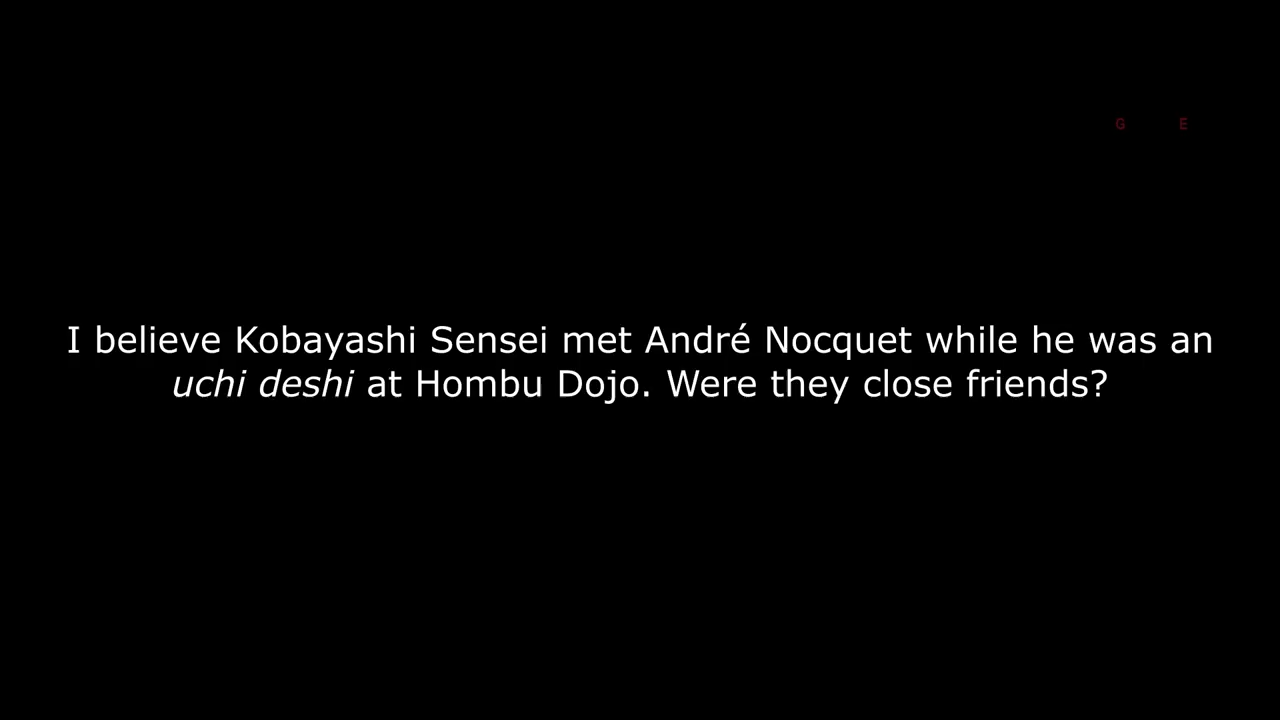 G E
I believe Kobayashi Sensei met André Nocquet while he was an
uchi deshi at Hombu Dojo. Were they close friends?